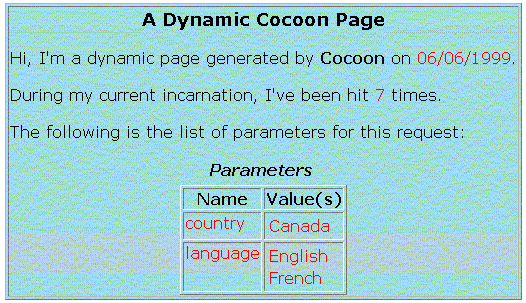 A Dynamic Cocoon Page
Hi, I'm a dynamic page generated by Cocoon on 06/06/1999.
During my current incarnation, I've been hit 7 times.
The following is the list of parameters for this request:
Parameters
Name Value(s)
country Canada
language English
French